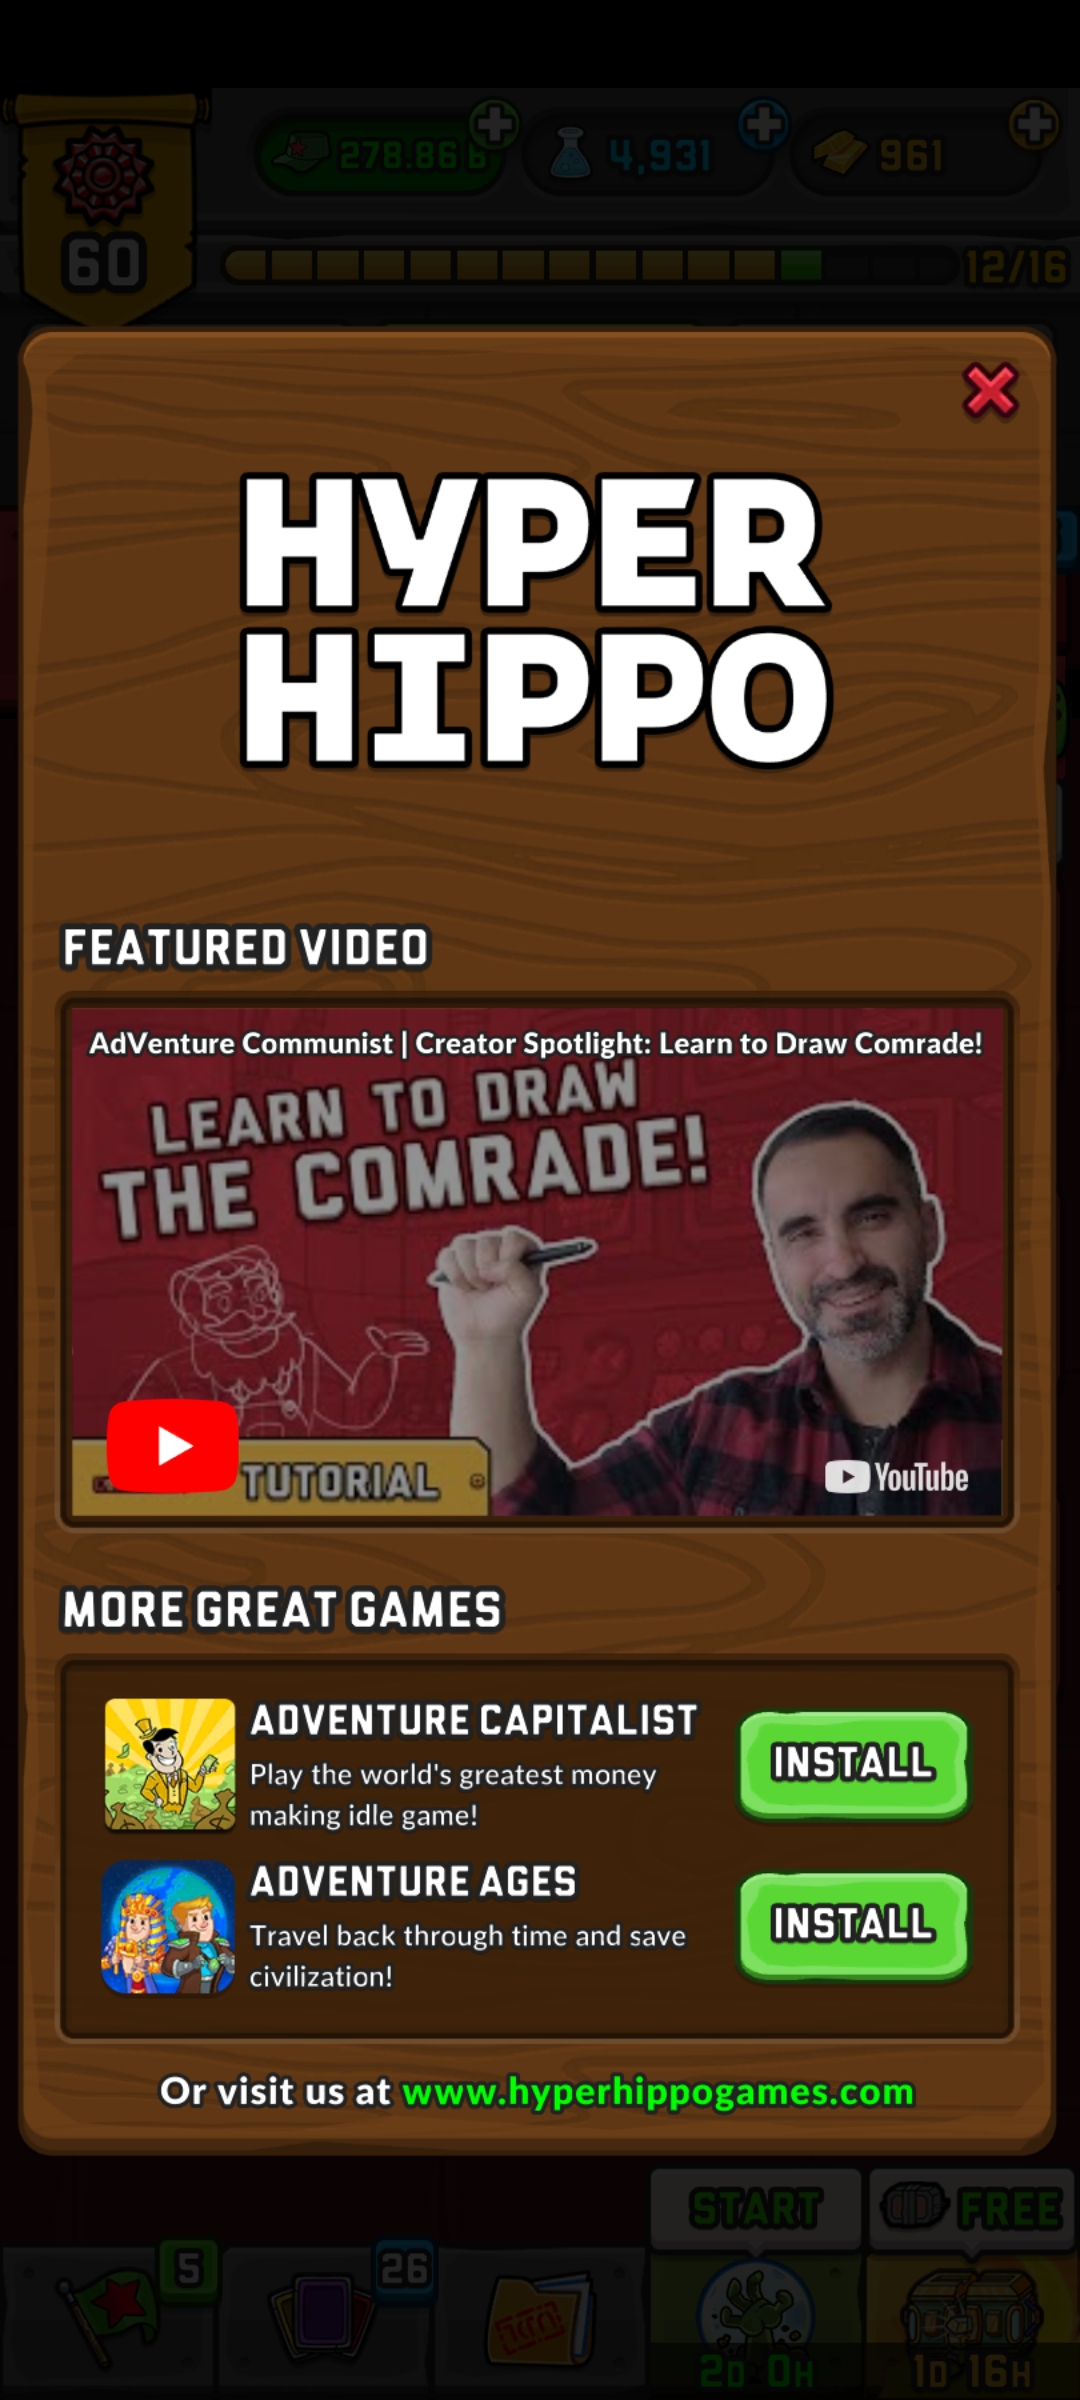 278.86 B
4,931
961
60
12/16
HYPER
HIPPO
FEATURED VIDEO
AdVenture Communist | Creator Spotlight: Learn to Draw Comrade!
LEARN TO DRAW
THE COMRADE!
TUTORIAL
YouTube
MORE GREAT GAMES
ADVENTURE CAPITALIST
Play the world's greatest money
making idle game!
INSTALL
ADVENTURE AGES
Travel back through time and save
civilization!
INSTALL
Or visit us at www.hyperhippogames.com
START
FREE
5
26
2D 0H
1D 16H